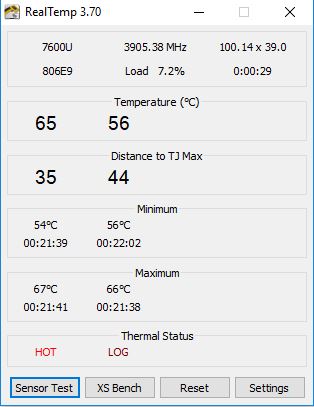 RealTemp 3.70
7600U 3905.38 MHz 100.14 x 39.0
806E9 Load 7.2% 0:00:29
Temperature (°C)
65 56
Distance to TJ Max
35 44
Minimum
54°C 56°C
00:21:39 00:22:02
Maximum
67°C 66°C
00:21:41 00:21:38
Thermal Status
HOT LOG
Sensor Test XS Bench Reset Settings